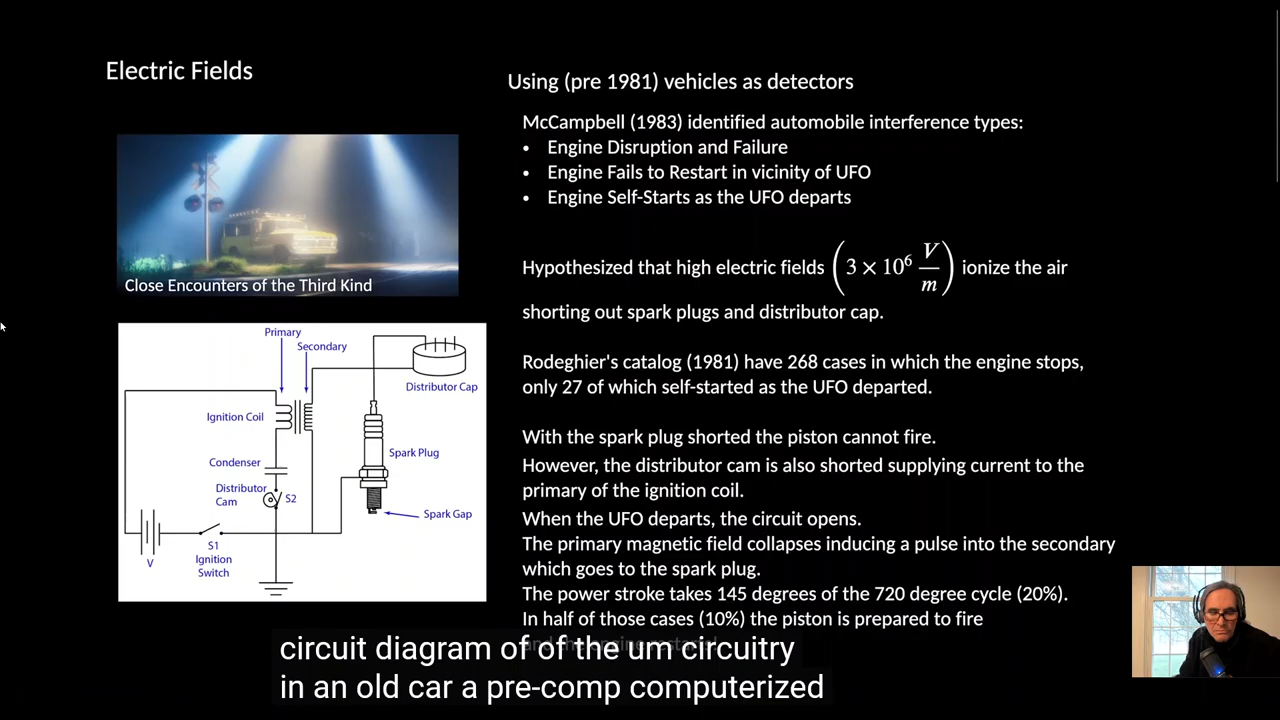 Electric Fields
Using (pre 1981) vehicles as detectors
McCampbell (1983) identified automobile interference types:
• Engine Disruption and Failure
• Engine Fails to Restart in vicinity of UFO
• Engine Self-Starts as the UFO departs
Close Encounters of the Third Kind
Hypothesized that high electric fields (3 × 10⁶ V/m) ionize the air
shorting out spark plugs and distributor cap.
Rodeghier's catalog (1981) have 268 cases in which the engine stops,
only 27 of which self-started as the UFO departed.
With the spark plug shorted the piston cannot fire.
However, the distributor cam is also shorted supplying current to the
primary of the ignition coil.
When the UFO departs, the circuit opens.
The primary magnetic field collapses inducing a pulse into the secondary
which goes to the spark plug.
The power stroke takes 145 degrees of the 720 degree cycle (20%).
In half of those cases (10%) the piston is prepared to fire
Primary
Secondary
Distributor Cap
Ignition Coil
Spark Plug
Condenser
Distributor
Cam
S2
Spark Gap
V
S1
Ignition
Switch
circuit diagram of of the um circuitry
in an old car a pre-comp computerized